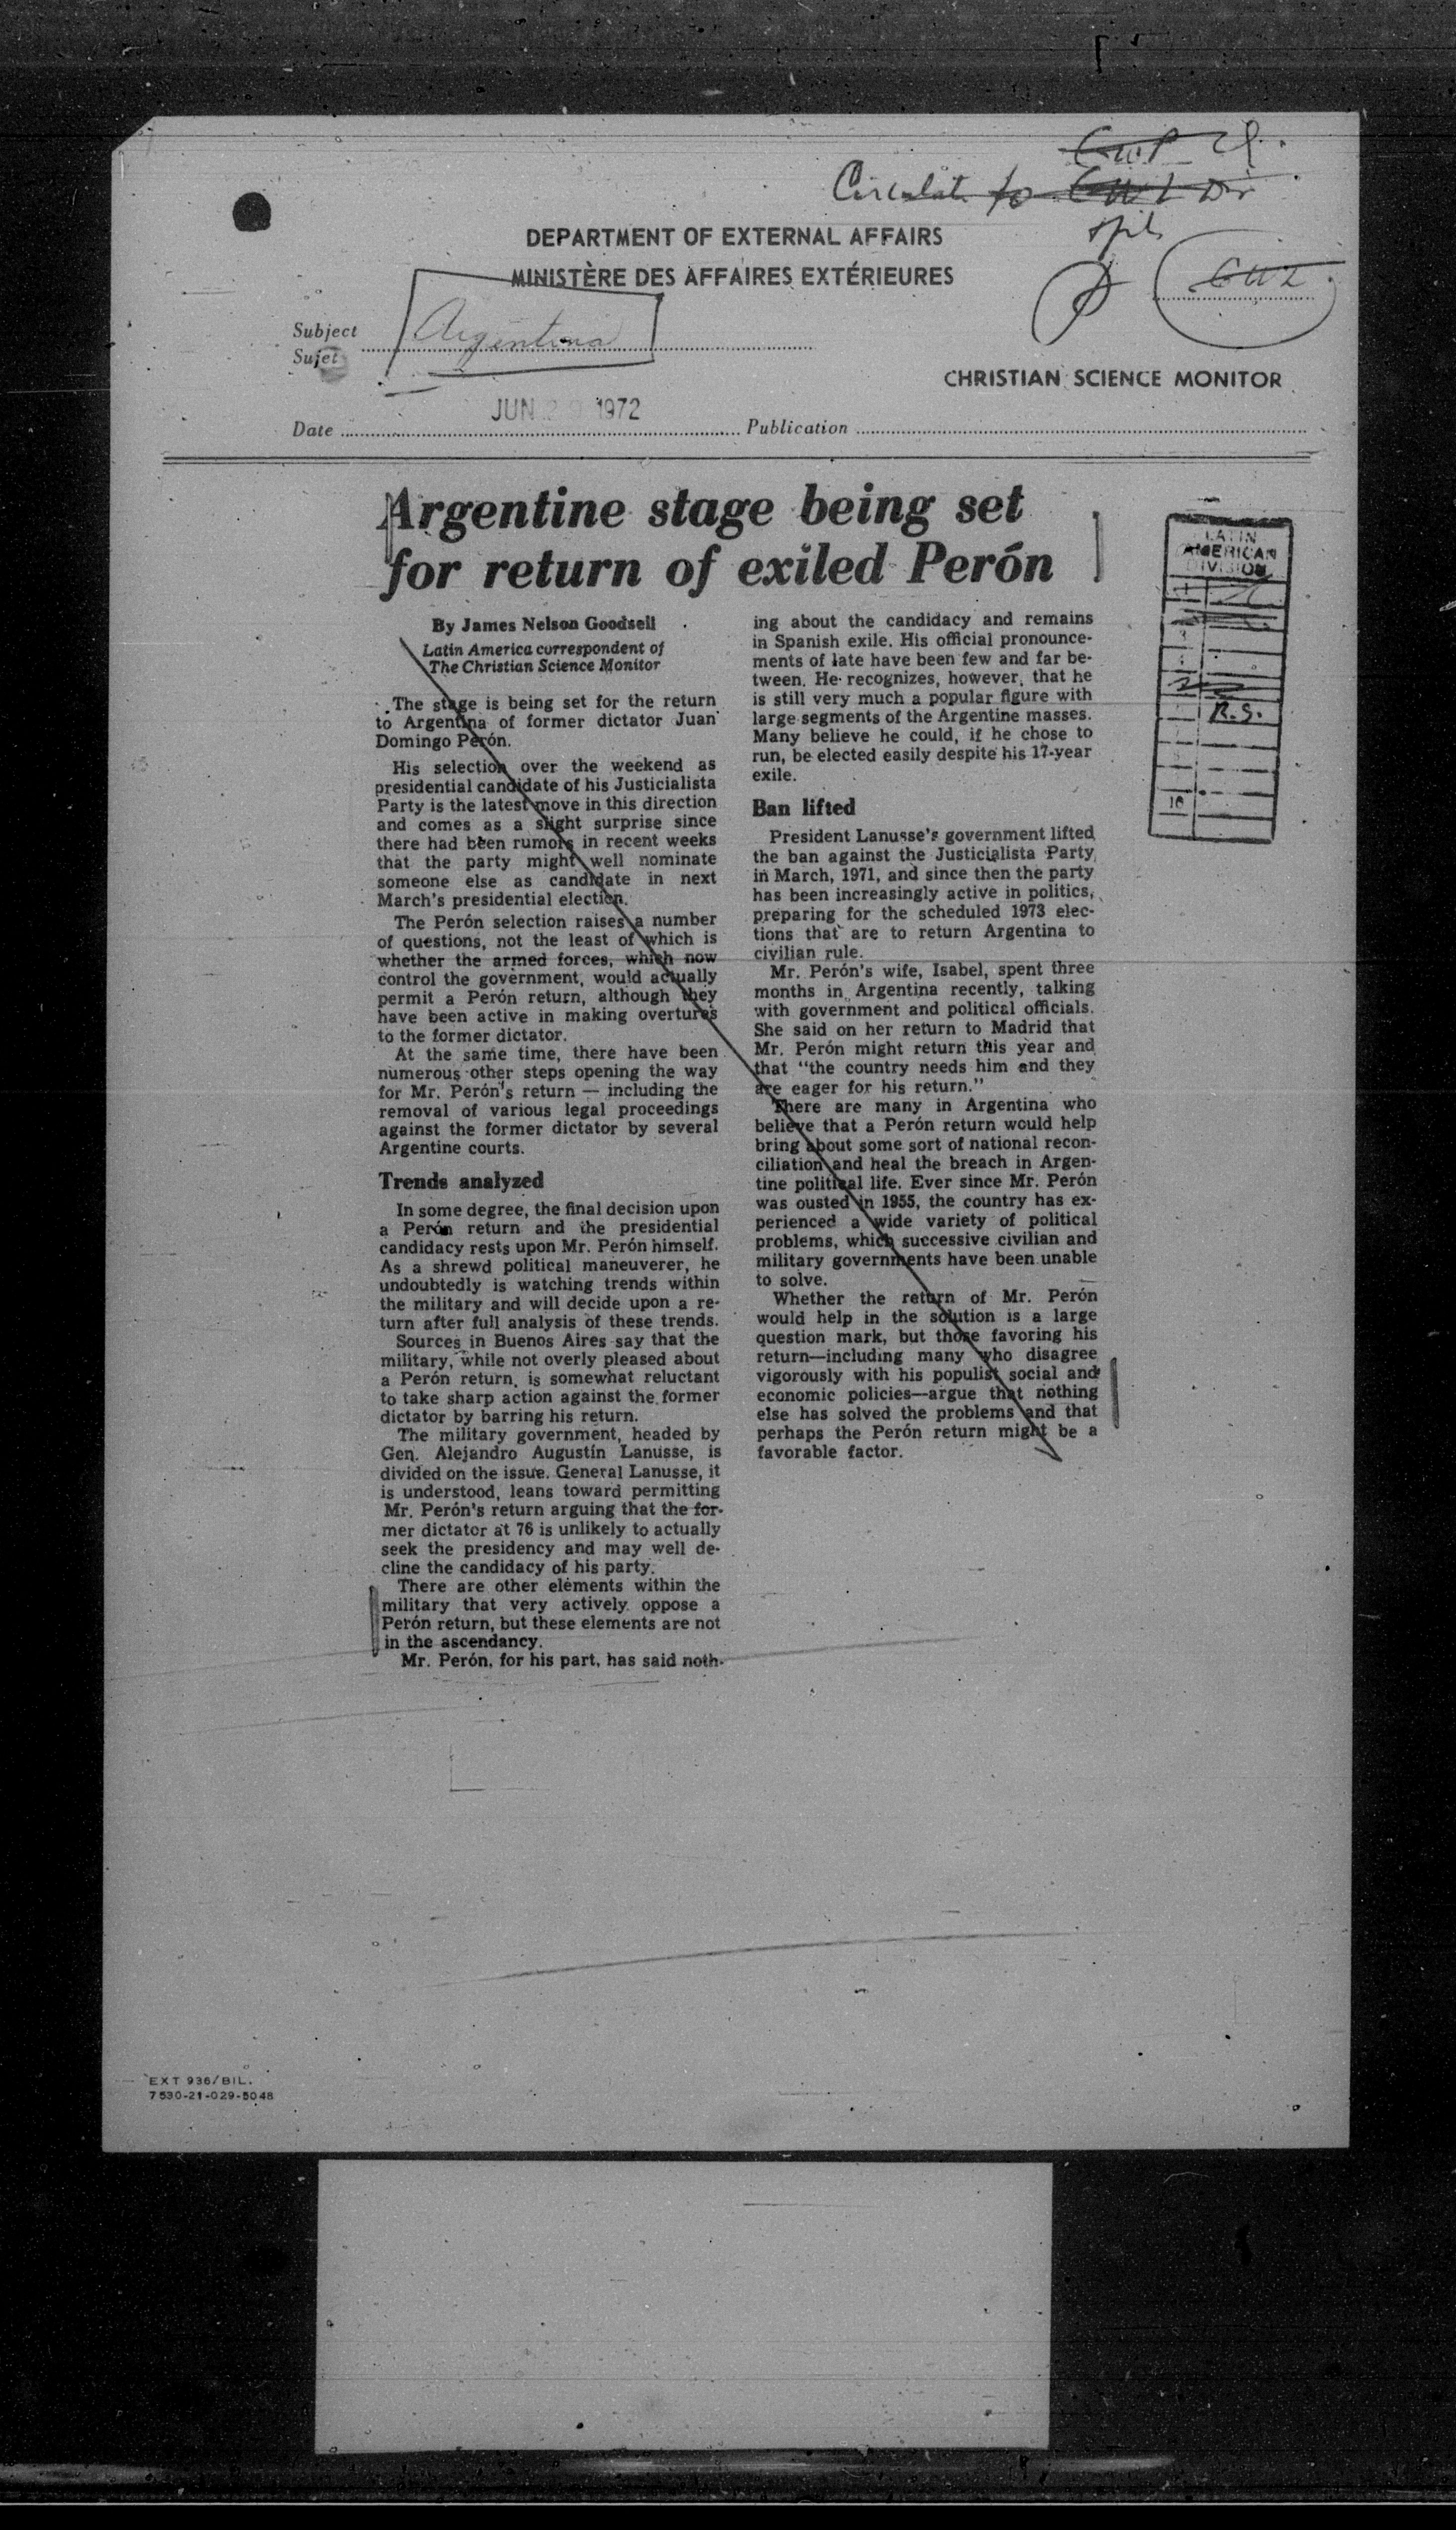 Circulate to
DEPARTMENT OF EXTERNAL AFFAIRS
MINISTÈRE DES AFFAIRES EXTÉRIEURES
GWL
Subject
Sujet
Argentina
CHRISTIAN SCIENCE MONITOR
JUN 29 1972
Date
Publication
Argentine stage being set
for return of exiled Perón
LATIN
AMERICAN
DIVISION
R.S.
10
By James Nelson Goodsell
Latin America correspondent of
The Christian Science Monitor
The stage is being set for the return
to Argentina of former dictator Juan
Domingo Perón.
His selection over the weekend as
presidential candidate of his Justicialista
Party is the latest move in this direction
and comes as a slight surprise since
there had been rumors in recent weeks
that the party might well nominate
someone else as candidate in next
March's presidential election.
The Perón selection raises a number
of questions, not the least of which is
whether the armed forces, which now
control the government, would actually
permit a Perón return, although they
have been active in making overtures
to the former dictator.
At the same time, there have been
numerous other steps opening the way
for Mr. Perón's return — including the
removal of various legal proceedings
against the former dictator by several
Argentine courts.
Trends analyzed
In some degree, the final decision upon
a Perón return and the presidential
candidacy rests upon Mr. Perón himself.
As a shrewd political maneuverer, he
undoubtedly is watching trends within
the military and will decide upon a re-
turn after full analysis of these trends.
Sources in Buenos Aires say that the
military, while not overly pleased about
a Perón return, is somewhat reluctant
to take sharp action against the former
dictator by barring his return.
The military government, headed by
Gen. Alejandro Augustín Lanusse, is
divided on the issue. General Lanusse, it
is understood, leans toward permitting
Mr. Perón's return arguing that the for-
mer dictator at 76 is unlikely to actually
seek the presidency and may well de-
cline the candidacy of his party.
There are other elements within the
military that very actively oppose a
Perón return, but these elements are not
in the ascendancy.
Mr. Perón, for his part, has said noth-
ing about the candidacy and remains
in Spanish exile. His official pronounce-
ments of late have been few and far be-
tween. He recognizes, however, that he
is still very much a popular figure with
large segments of the Argentine masses.
Many believe he could, if he chose to
run, be elected easily despite his 17-year
exile.
Ban lifted
President Lanusse's government lifted
the ban against the Justicialista Party
in March, 1971, and since then the party
has been increasingly active in politics,
preparing for the scheduled 1973 elec-
tions that are to return Argentina to
civilian rule.
Mr. Perón's wife, Isabel, spent three
months in Argentina recently, talking
with government and political officials.
She said on her return to Madrid that
Mr. Perón might return this year and
that "the country needs him and they
are eager for his return."
There are many in Argentina who
believe that a Perón return would help
bring about some sort of national recon-
ciliation and heal the breach in Argen-
tine political life. Ever since Mr. Perón
was ousted in 1955, the country has ex-
perienced a wide variety of political
problems, which successive civilian and
military governments have been unable
to solve.
Whether the return of Mr. Perón
would help in the solution is a large
question mark, but those favoring his
return—including many who disagree
vigorously with his populist social and
economic policies—argue that nothing
else has solved the problems and that
perhaps the Perón return might be a
favorable factor.
EXT 936/BIL.
7530-21-029-5048